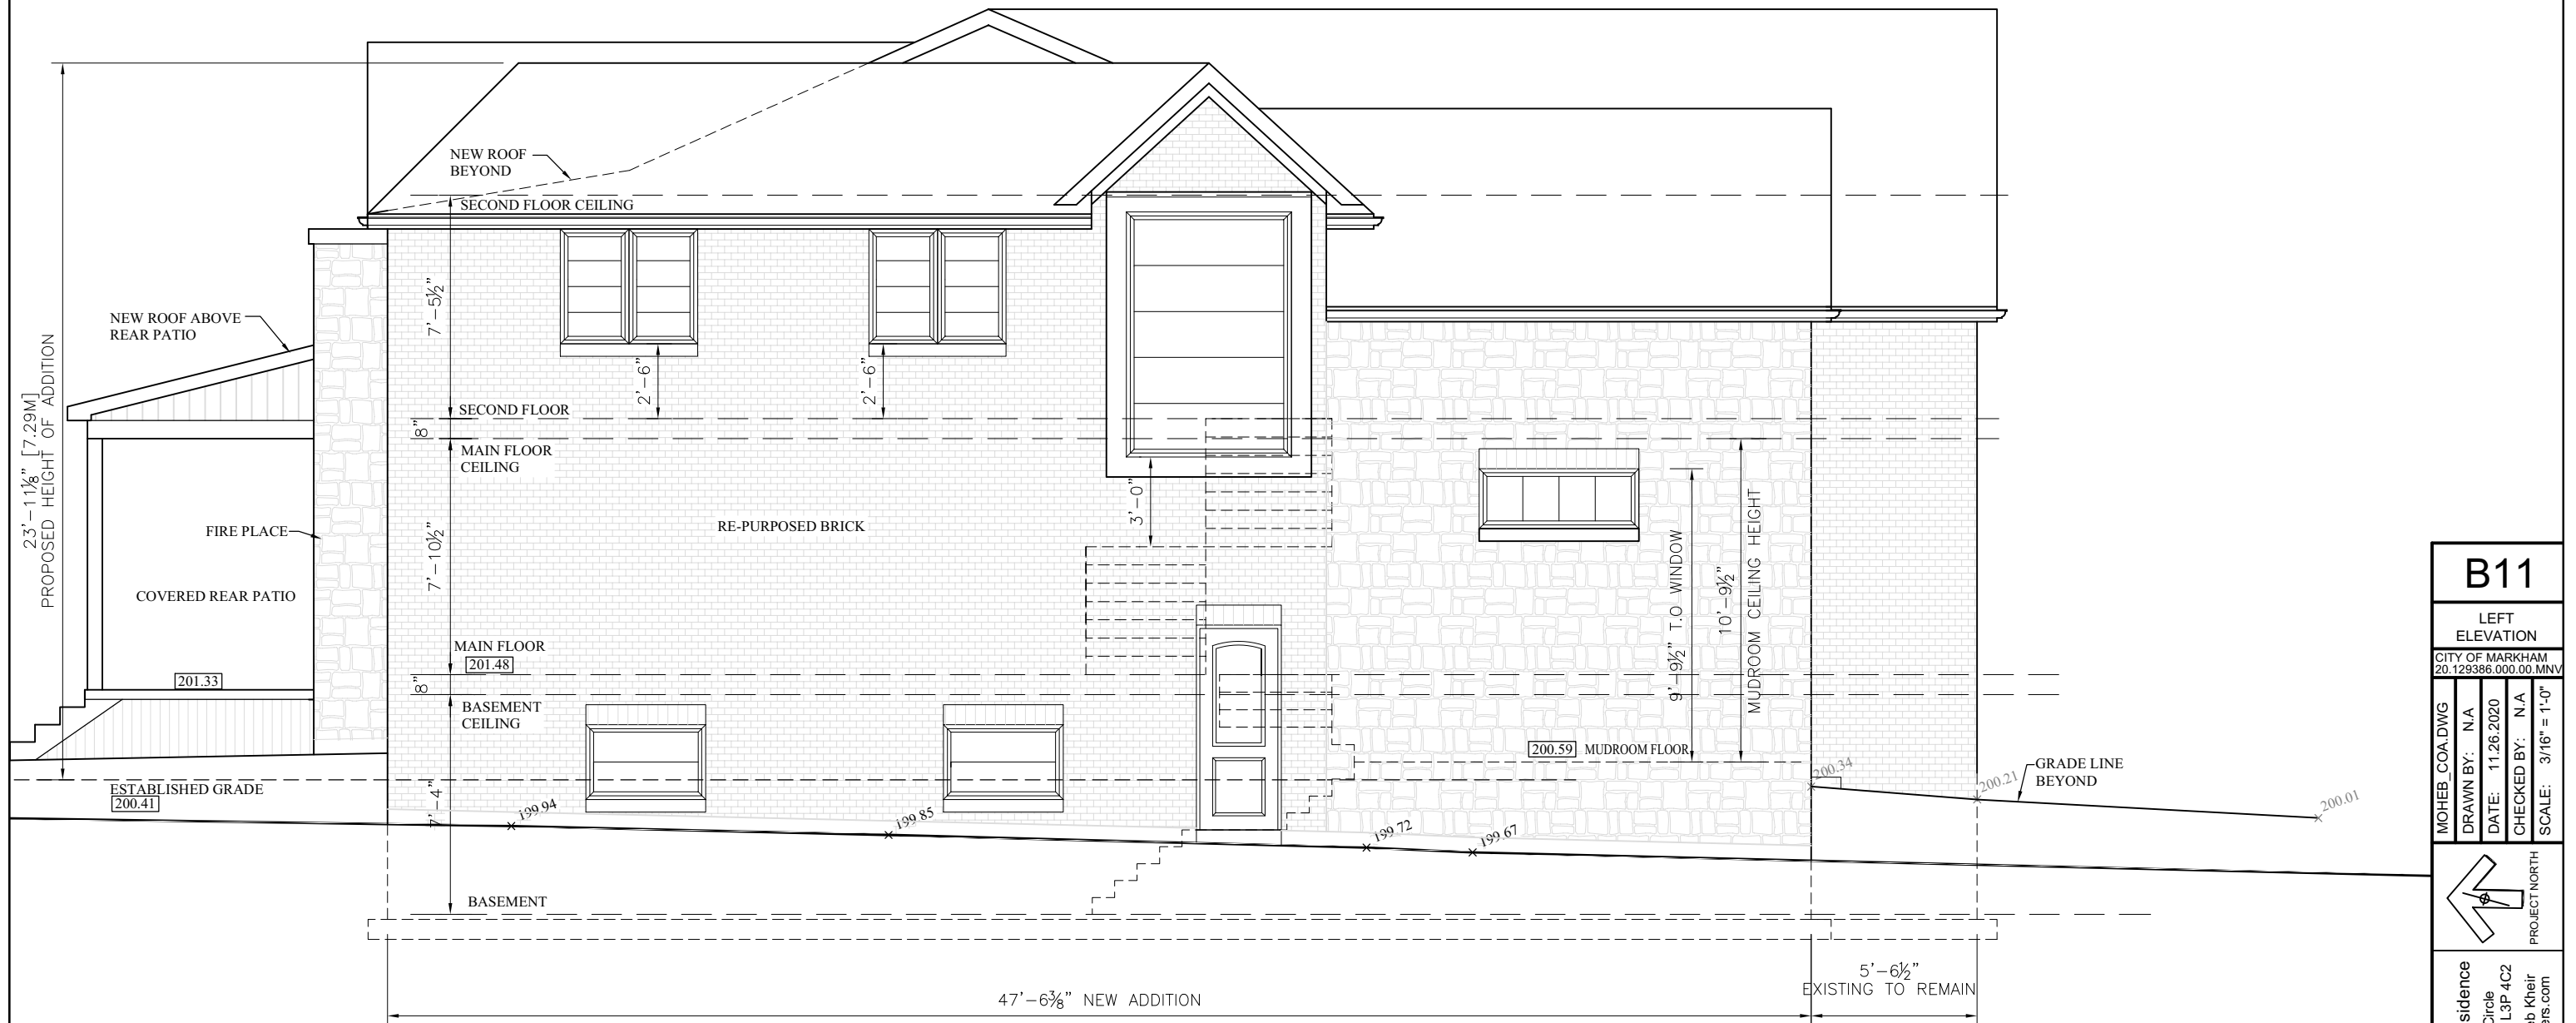 NEW ROOF
BEYOND
SECOND FLOOR CEILING
7'-5½"
NEW ROOF ABOVE
REAR PATIO
23'-11⅛" [7.29M]
PROPOSED HEIGHT OF ADDITION
2'-6"
2'-6"
SECOND FLOOR
8"
MAIN FLOOR
CEILING
3'-0"
RE-PURPOSED BRICK
FIRE PLACE
7'-10½"
COVERED REAR PATIO
9'-9½" T.O WINDOW
10'-9½"
MUDROOM CEILING HEIGHT
MAIN FLOOR
201.48
201.33
8"
BASEMENT
CEILING
200.59 MUDROOM FLOOR
ESTABLISHED GRADE
200.41
7'-4"
199.94
199.85
199.72
199.67
200.34
200.21
GRADE LINE
BEYOND
200.01
BASEMENT
47'-6⅜" NEW ADDITION
5'-6½"
EXISTING TO REMAIN
B11
LEFT
ELEVATION
CITY OF MARKHAM
20.129386.000.00.MNV
MOHEB_COA.DWG
DRAWN BY: N.A
DATE: 11.26.2020
CHECKED BY: N.A
SCALE: 3/16" = 1'-0"
PROJECT NORTH
sidence
Circle
L3P 4C2
eb Kheir
ers.com